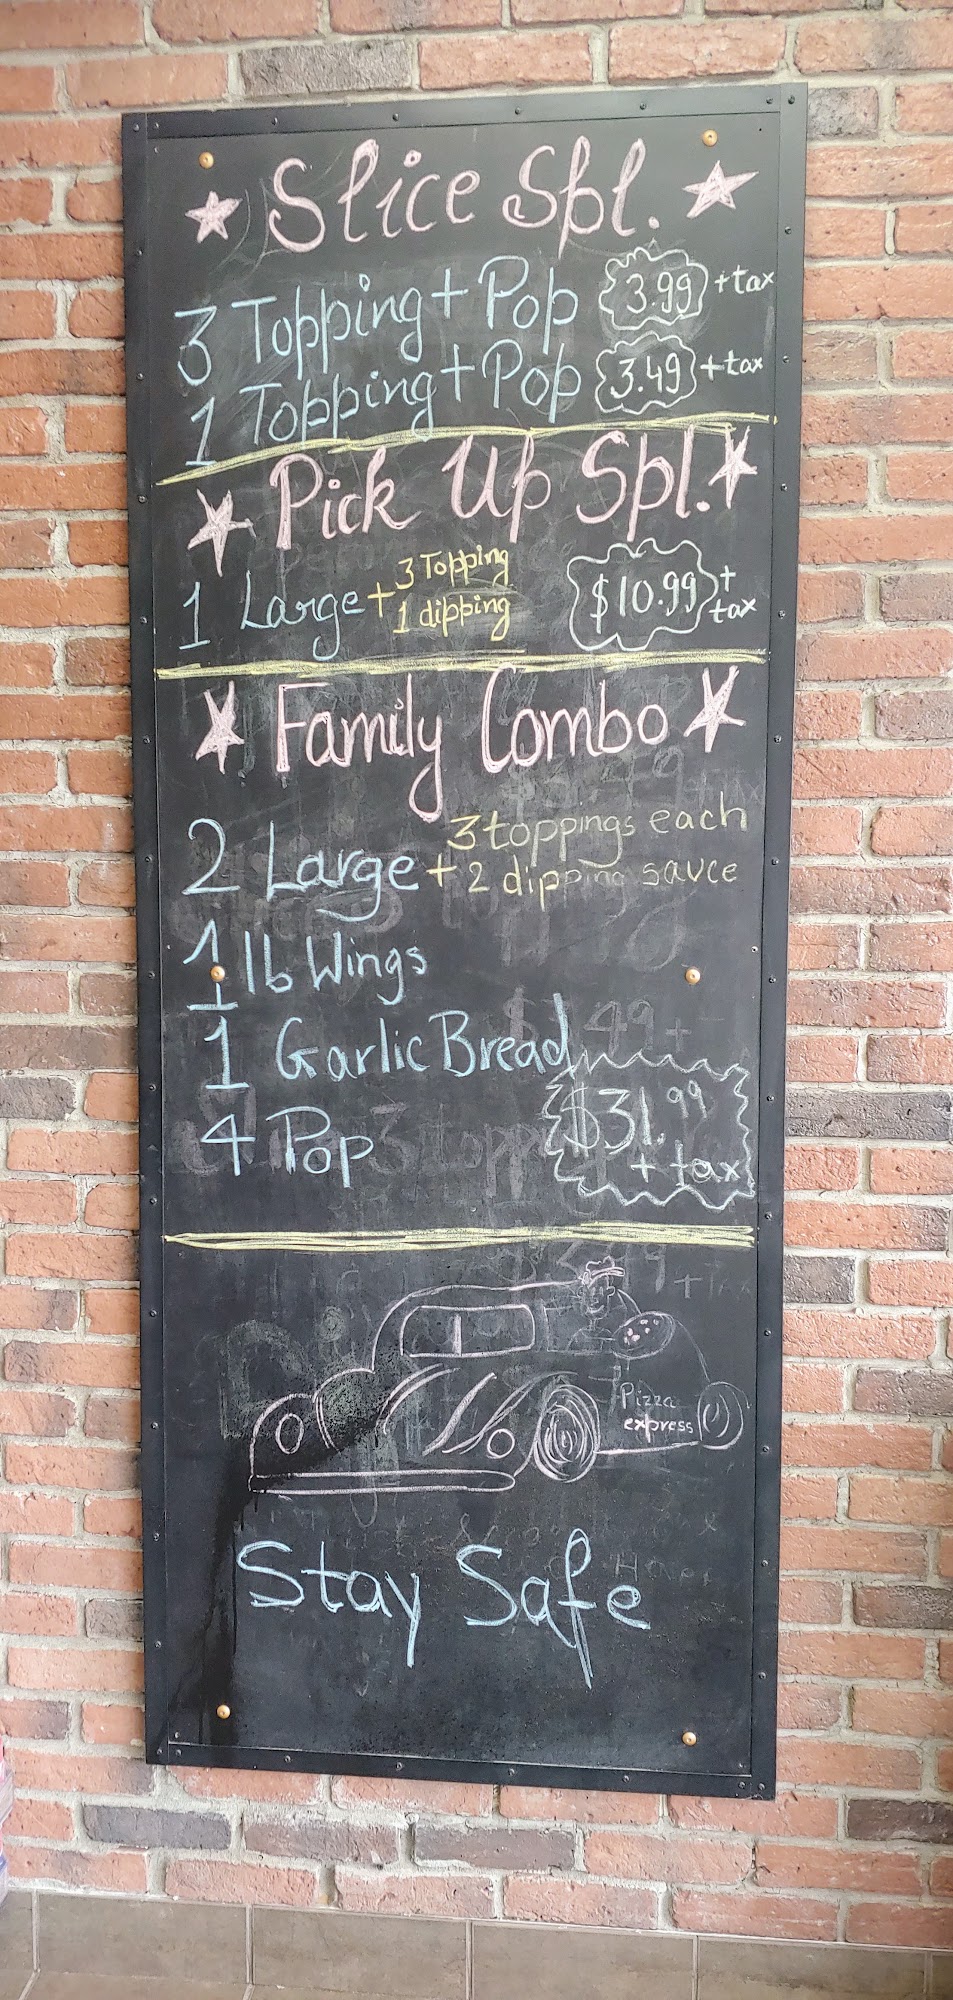 Slice Spl.
3 Topping + Pop 3.99 + tax
1 Topping + Pop 3.49 + tax
Pick Up Spl.
1 Large + 3 Topping
1 dipping
$10.99 + tax
Family Combo
2 Large + 3 toppings each
2 dipping sauce
1 lb Wings
1 Garlic Bread
4 Pop
$31.99
+ tax
Pizza
express
Stay Safe